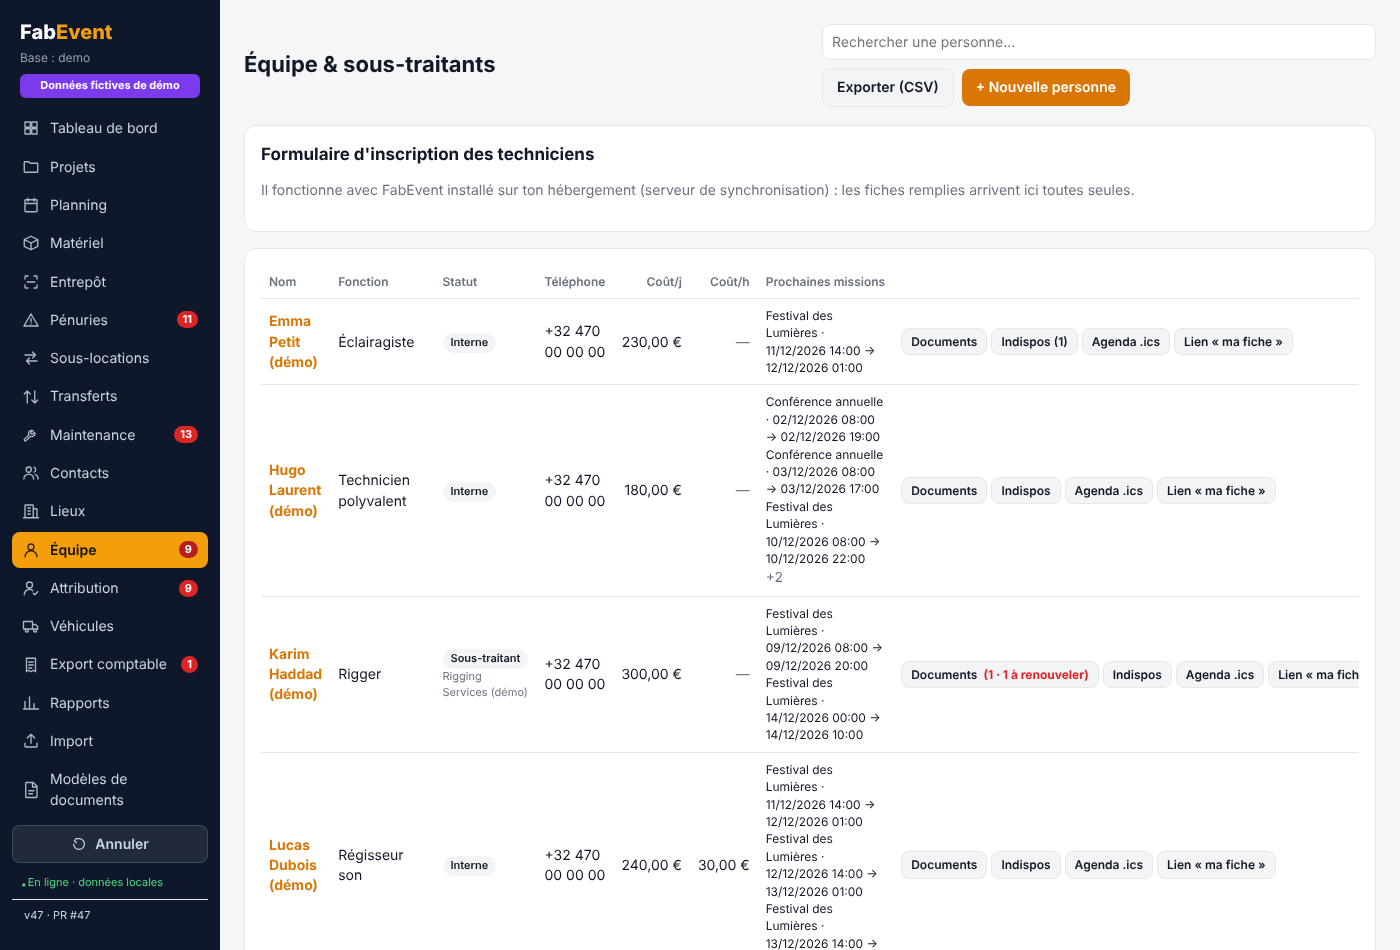 FabEvent
Base : demo
Données fictives de démo
Tableau de bord
Projets
Planning
Matériel
Entrepôt
Pénuries 11
Sous-locations
Transferts
Maintenance 13
Contacts
Lieux
Équipe 9
Attribution 9
Véhicules
Export comptable 1
Rapports
Import
Modèles de
documents
Annuler
En ligne · données locales
v47 · PR #47
Équipe & sous-traitants
Rechercher une personne...
Exporter (CSV)
+ Nouvelle personne
Formulaire d'inscription des techniciens
Il fonctionne avec FabEvent installé sur ton hébergement (serveur de synchronisation) : les fiches remplies arrivent ici toutes seules.
Nom Fonction Statut Téléphone Coût/j Coût/h Prochaines missions
Emma
Petit
(démo)
Éclairagiste
Interne
+32 470
00 00 00
230,00 €
—
Festival des
Lumières ·
11/12/2026 14:00 →
12/12/2026 01:00
Documents Indispos (1) Agenda .ics Lien « ma fiche »
Hugo
Laurent
(démo)
Technicien
polyvalent
Interne
+32 470
00 00 00
180,00 €
—
Conférence annuelle
· 02/12/2026 08:00
→ 02/12/2026 19:00
Conférence annuelle
· 03/12/2026 08:00
→ 03/12/2026 17:00
Festival des
Lumières ·
10/12/2026 08:00 →
10/12/2026 22:00
+2
Documents Indispos Agenda .ics Lien « ma fiche »
Karim
Haddad
(démo)
Rigger
Sous-traitant
Rigging
Services (démo)
+32 470
00 00 00
300,00 €
—
Festival des
Lumières ·
09/12/2026 08:00 →
09/12/2026 20:00
Festival des
Lumières ·
14/12/2026 00:00 →
14/12/2026 10:00
Documents (1 · 1 à renouveler) Indispos Agenda .ics Lien « ma fich
Lucas
Dubois
(démo)
Régisseur
son
Interne
+32 470
00 00 00
240,00 €
30,00 €
Festival des
Lumières ·
11/12/2026 14:00 →
12/12/2026 01:00
Festival des
Lumières ·
12/12/2026 14:00 →
13/12/2026 01:00
Festival des
Lumières ·
13/12/2026 14:00 →
Documents Indispos Agenda .ics Lien « ma fiche »